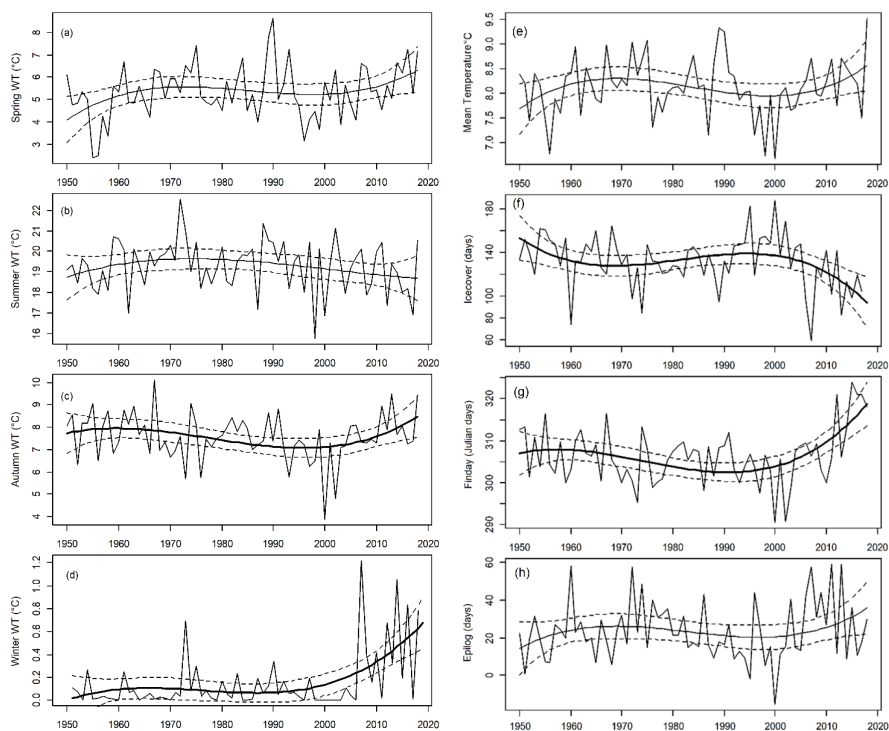 (a)
Spring WT (°C)
8
7
6
5
4
3
1950 1960 1970 1980 1990 2000 2010 2020
(b)
Summer WT (°C)
22
21
20
19
18
17
16
1950 1960 1970 1980 1990 2000 2010 2020
(c)
Autumn WT (°C)
10
9
8
7
6
5
4
1950 1960 1970 1980 1990 2000 2010 2020
(d)
Winter WT (°C)
1.2
1.0
0.8
0.6
0.4
0.2
0.0
1950 1960 1970 1980 1990 2000 2010 2020
(e)
Mean Temperature°C
9.5
9.0
8.5
8.0
7.5
7.0
1950 1960 1970 1980 1990 2000 2010 2020
(f)
Icecover (days)
180
140
100
80
60
1950 1960 1970 1980 1990 2000 2010 2020
(g)
Finday (Julian days)
320
310
300
290
1950 1960 1970 1980 1990 2000 2010 2020
(h)
Epilog (days)
60
40
20
0
1950 1960 1970 1980 1990 2000 2010 2020